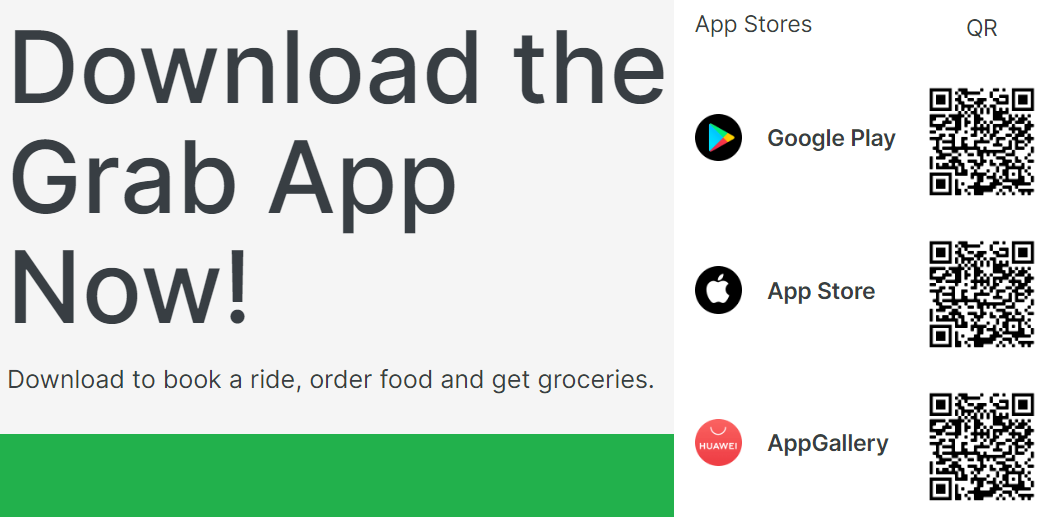 Download the
Grab App
Now!
Download to book a ride, order food and get groceries.
App Stores
QR
Google Play
App Store
HUAWEI
AppGallery